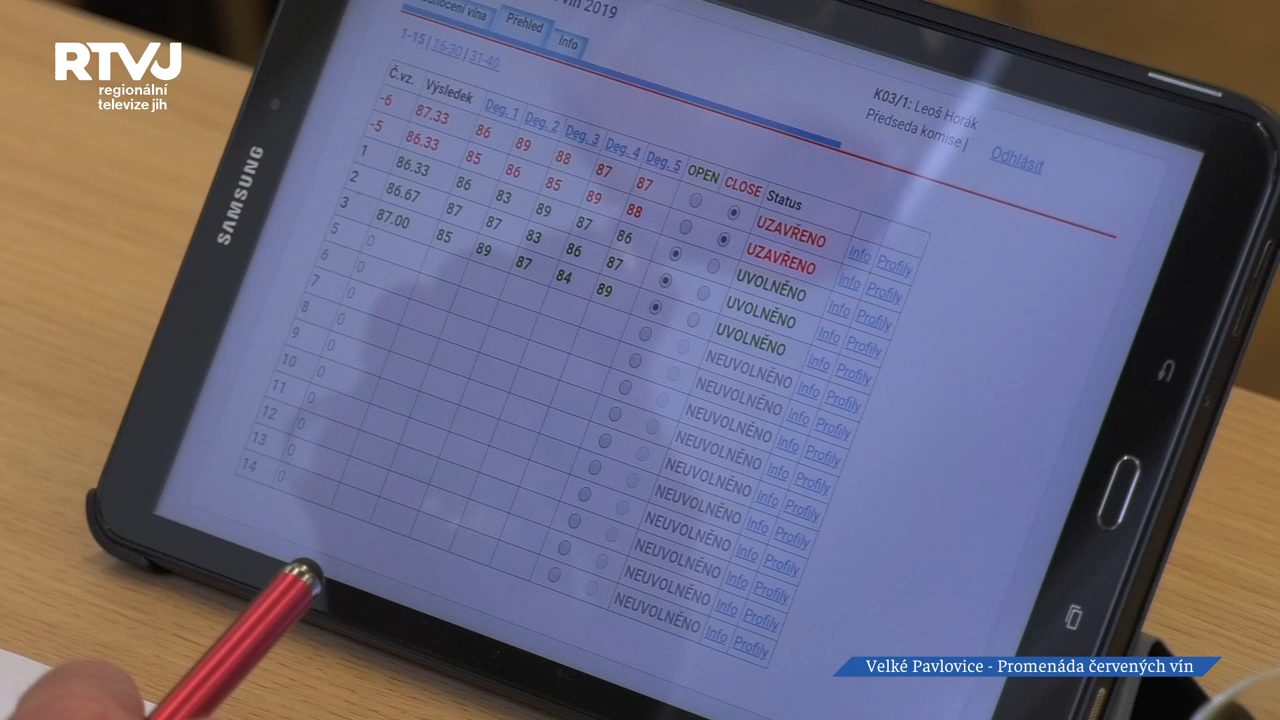 RTVJ
regionální
televize jih
vín 2019
vína Přehled Info
1-15 | 16-30 | 31-40
K03/1: Leoš Horák
Předseda komise |
Odhlásit
Č.vz. Výsledek Deg. 1 Deg. 2 Deg. 3 Deg. 4 Deg. 5 OPEN CLOSE Status
-6 87.33 86 89 88 87 87 UZAVŘENO Info Profily
-5 86.33 85 86 85 89 88 UZAVŘENO Info Profily
1 86.33 86 83 89 87 86 UVOLNĚNO Info Profily
2 86.67 87 87 83 86 87 UVOLNĚNO Info Profily
3 87.00 85 89 87 84 89 UVOLNĚNO Info Profily
5 0 NEUVOLNĚNO Info Profily
6 0 NEUVOLNĚNO Info Profily
7 0 NEUVOLNĚNO Info Profily
8 0 NEUVOLNĚNO Info Profily
9 0 NEUVOLNĚNO Info Profily
10 0 NEUVOLNĚNO Info Profily
11 0 NEUVOLNĚNO Info Profily
12 0 NEUVOLNĚNO Info Profily
13 0 NEUVOLNĚNO Info Profily
14 0 NEUVOLNĚNO Info Profily
SAMSUNG
Velké Pavlovice - Promenáda červených vín